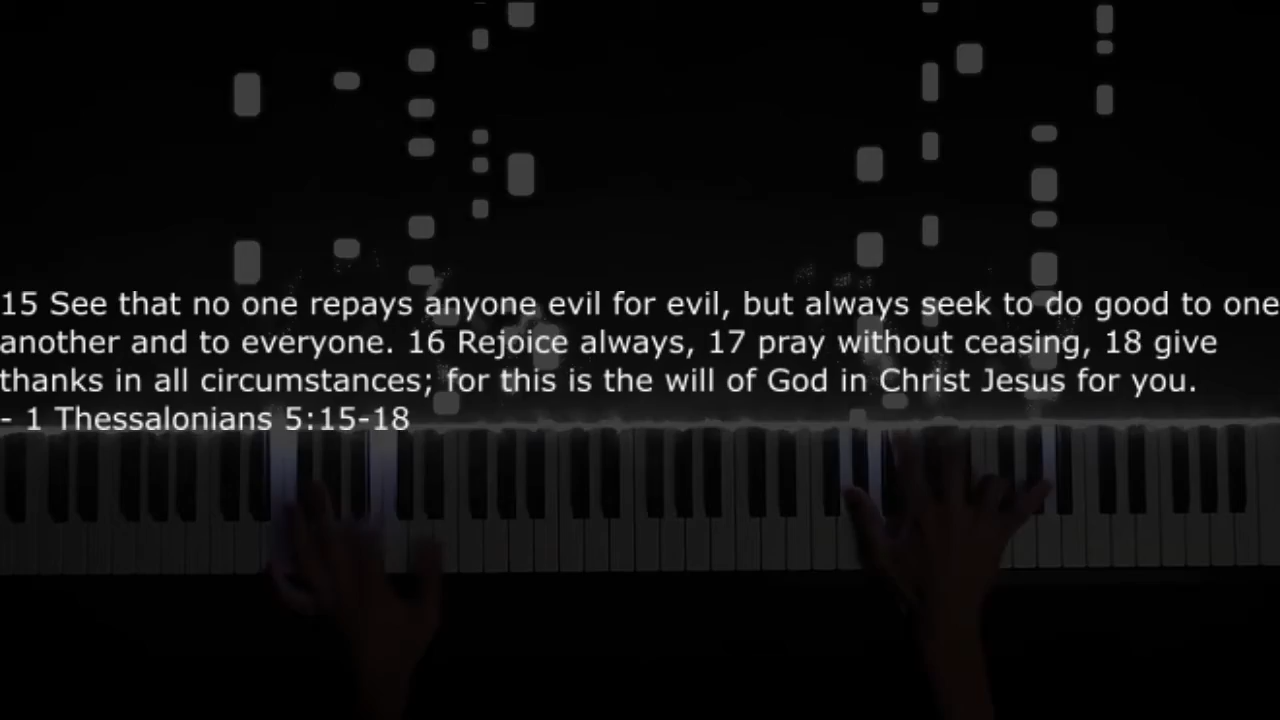 15 See that no one repays anyone evil for evil, but always seek to do good to one
another and to everyone. 16 Rejoice always, 17 pray without ceasing, 18 give
thanks in all circumstances; for this is the will of God in Christ Jesus for you.
- 1 Thessalonians 5:15-18